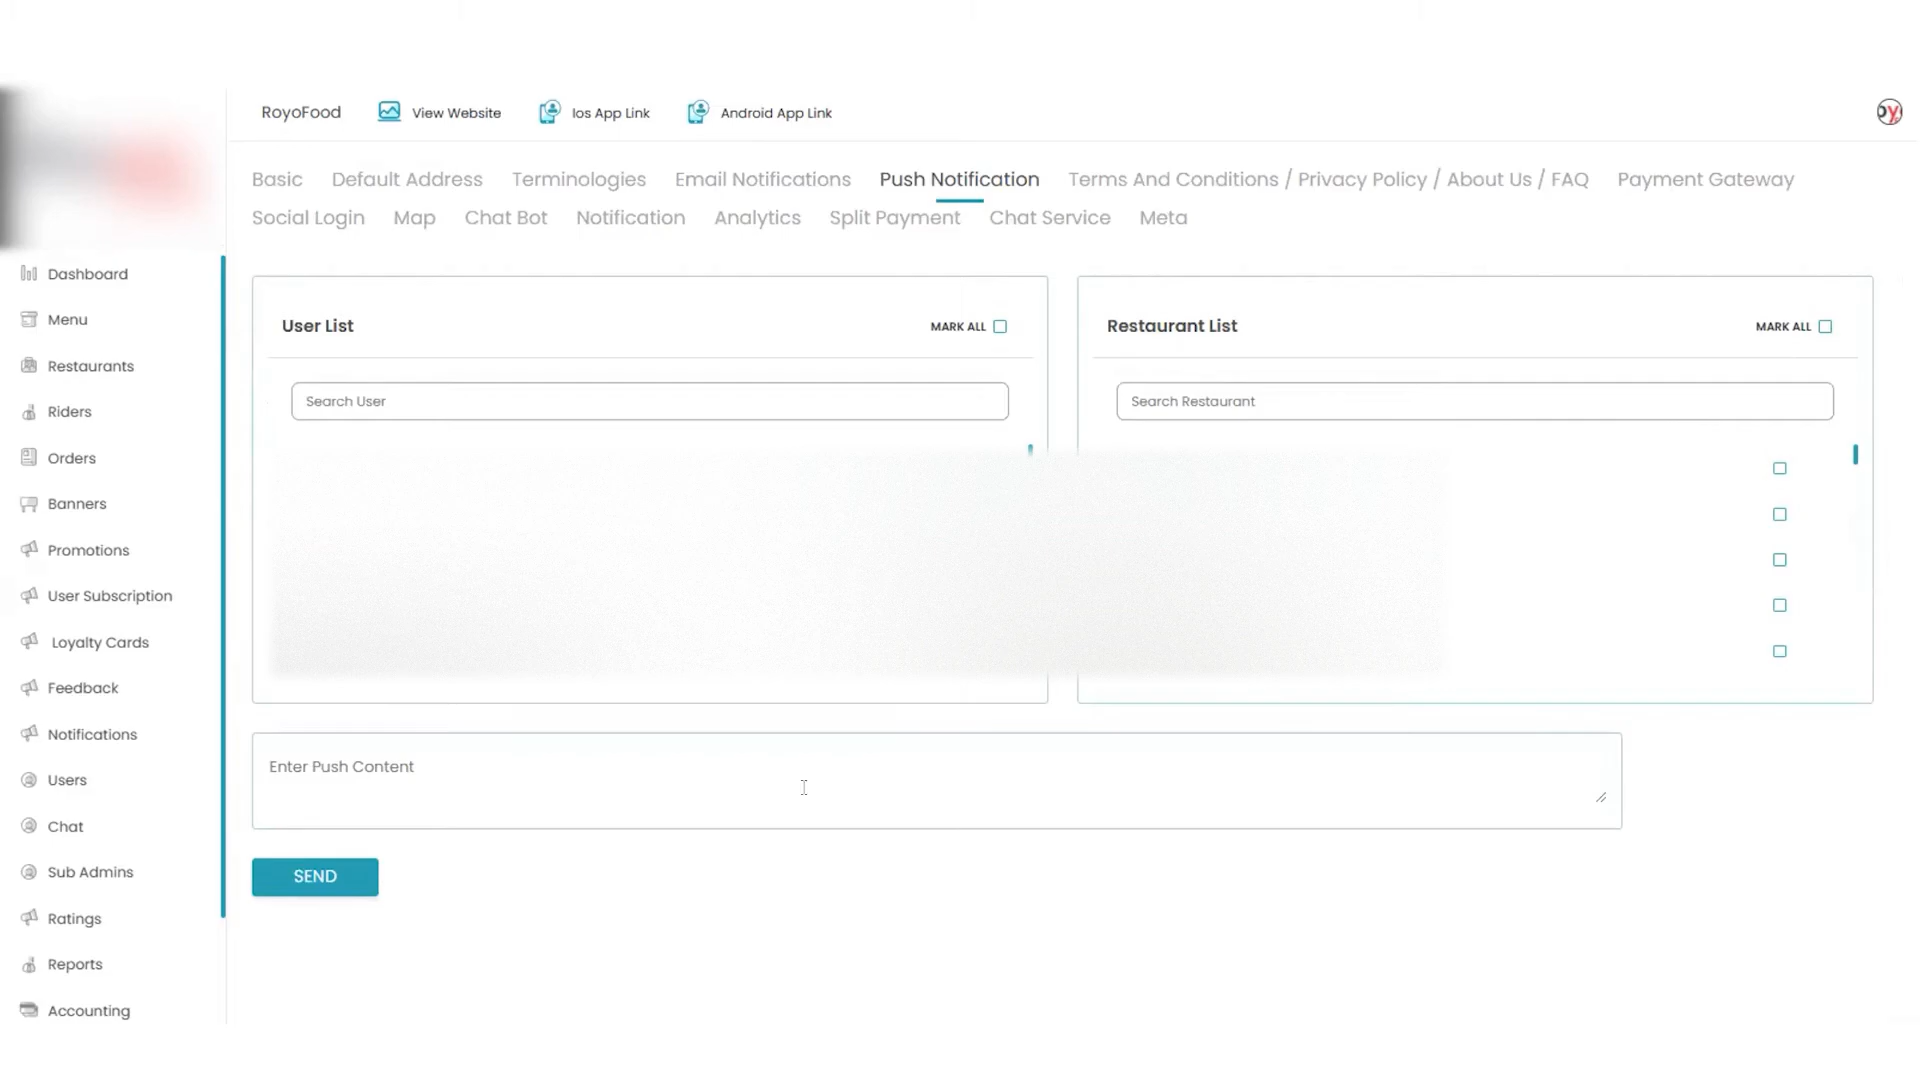 RoyoFood View Website Ios App Link Android App Link
Basic Default Address Terminologies Email Notifications Push Notification Terms And Conditions / Privacy Policy / About Us / FAQ Payment Gateway
Social Login Map Chat Bot Notification Analytics Split Payment Chat Service Meta
Dashboard
Menu
Restaurants
Riders
Orders
Banners
Promotions
User Subscription
Loyalty Cards
Feedback
Notifications
Users
Chat
Sub Admins
Ratings
Reports
Accounting
User List MARK ALL
Search User
Restaurant List MARK ALL
Search Restaurant
Enter Push Content
SEND